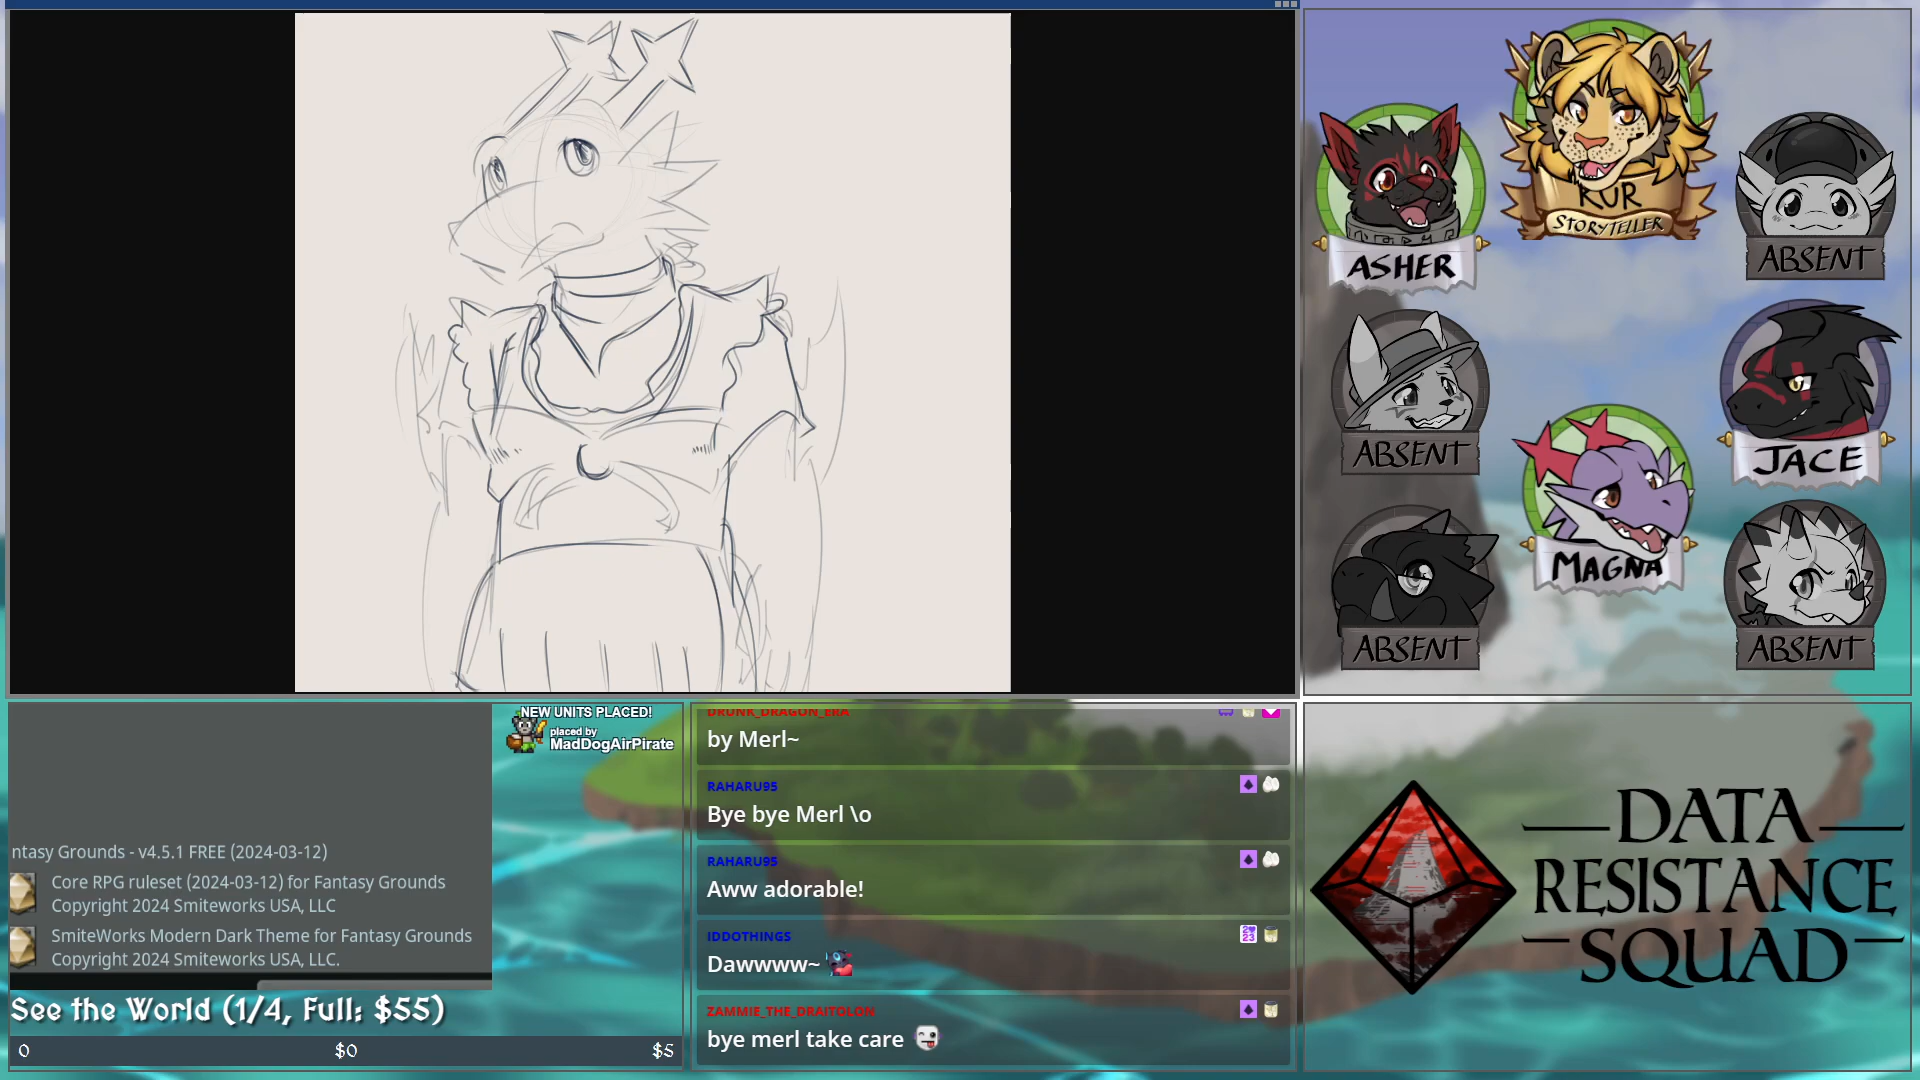 KUR
STORYTELLER
ASHER
ABSENT
ABSENT
JACE
MAGNA
ABSENT
ABSENT
NEW UNITS PLACED!
placed by
MadDogAirPirate
ntasy Grounds - v4.5.1 FREE (2024-03-12)
Core RPG ruleset (2024-03-12) for Fantasy Grounds
Copyright 2024 Smiteworks USA, LLC
SmiteWorks Modern Dark Theme for Fantasy Grounds
Copyright 2024 Smiteworks USA, LLC.
See the World (1/4, Full: $55)
0 $0 $5
DRUNK_DRAGON_ERA
by Merl~
RAHARU95
Bye bye Merl \o
RAHARU95
Aww adorable!
IDDOTHINGS
Dawwww~
ZAMMIE_THE_DRAITOLON
bye merl take care
DATA
RESISTANCE
SQUAD